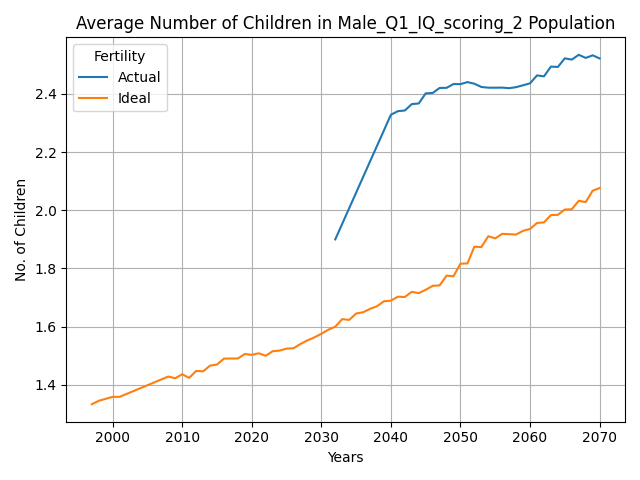 Average Number of Children in Male_Q1_IQ_scoring_2 Population
Fertility
Actual
Ideal
No. of Children
2.4
2.2
2.0
1.8
1.6
1.4
2000 2010 2020 2030 2040 2050 2060 2070
Years